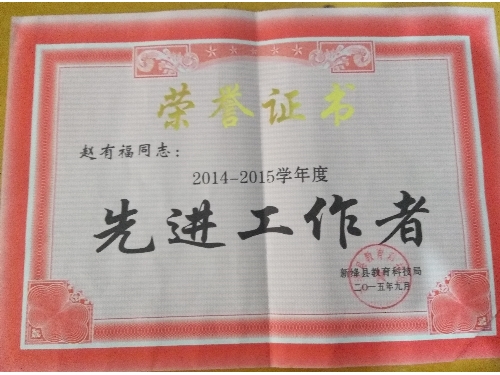 荣誉证书
赵有福同志：
2014-2015学年度
先进工作者
新绛县教育科技局
二〇一五年九月